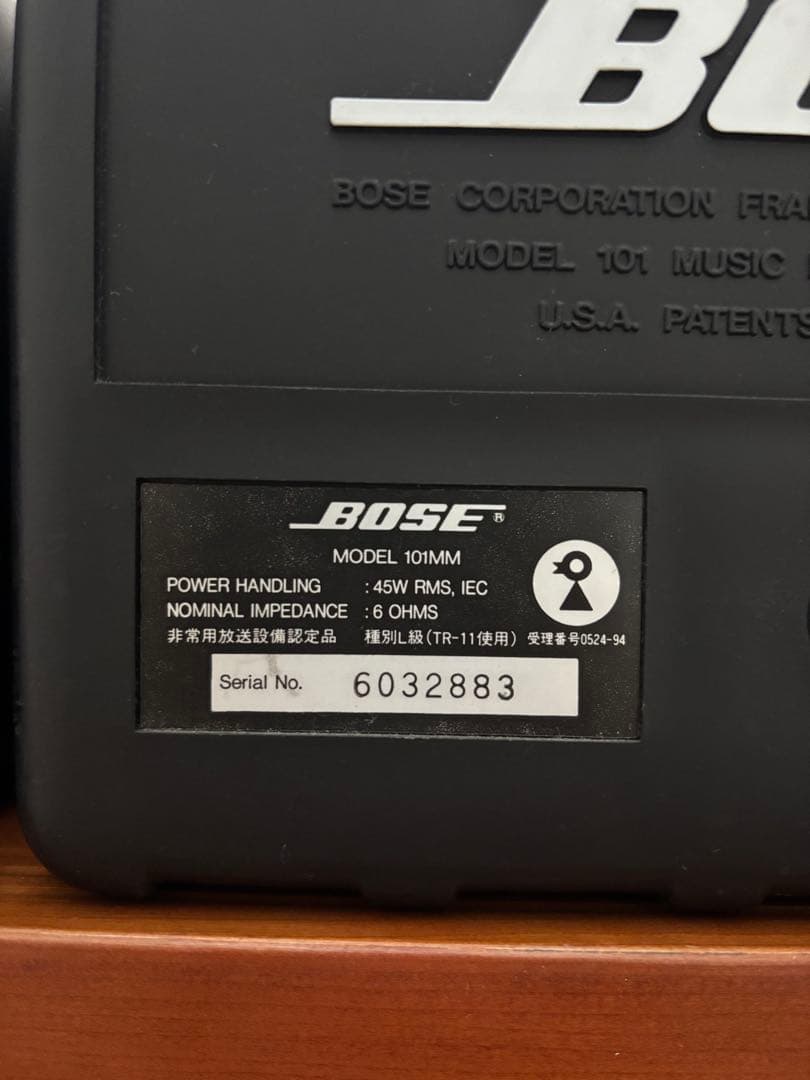 BOSE CORPORATION FRA
MODEL 101 MUSIC
U.S.A. PATENTS
BOSE®
MODEL 101MM
POWER HANDLING : 45W RMS, IEC
NOMINAL IMPEDANCE : 6 OHMS
非常用放送設備認定品 種別L級(TR-11使用) 受理番号0524-94
Serial No. 6032883